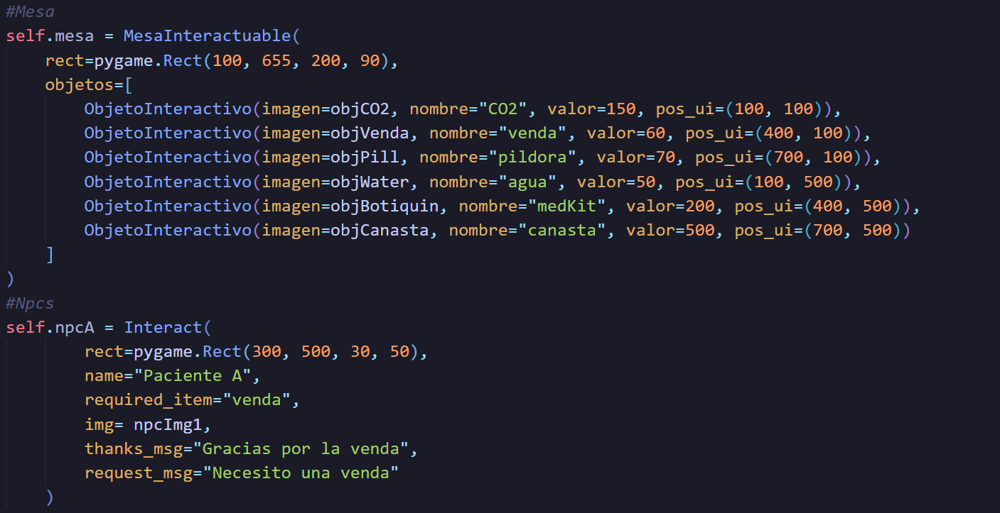 #Mesa
self.mesa = MesaInteractuable(
    rect=pygame.Rect(100, 655, 200, 90),
    objetos=[
        ObjetoInteractivo(imagen=objCO2, nombre="CO2", valor=150, pos_ui=(100, 100)),
        ObjetoInteractivo(imagen=objVenda, nombre="venda", valor=60, pos_ui=(400, 100)),
        ObjetoInteractivo(imagen=objPill, nombre="pildora", valor=70, pos_ui=(700, 100)),
        ObjetoInteractivo(imagen=objWater, nombre="agua", valor=50, pos_ui=(100, 500)),
        ObjetoInteractivo(imagen=objBotiquin, nombre="medKit", valor=200, pos_ui=(400, 500)),
        ObjetoInteractivo(imagen=objCanasta, nombre="canasta", valor=500, pos_ui=(700, 500))
    ]
)
#Npcs
self.npcA = Interact(
        rect=pygame.Rect(300, 500, 30, 50),
        name="Paciente A",
        required_item="venda",
        img= npcImg1,
        thanks_msg="Gracias por la venda",
        request_msg="Necesito una venda"
    )